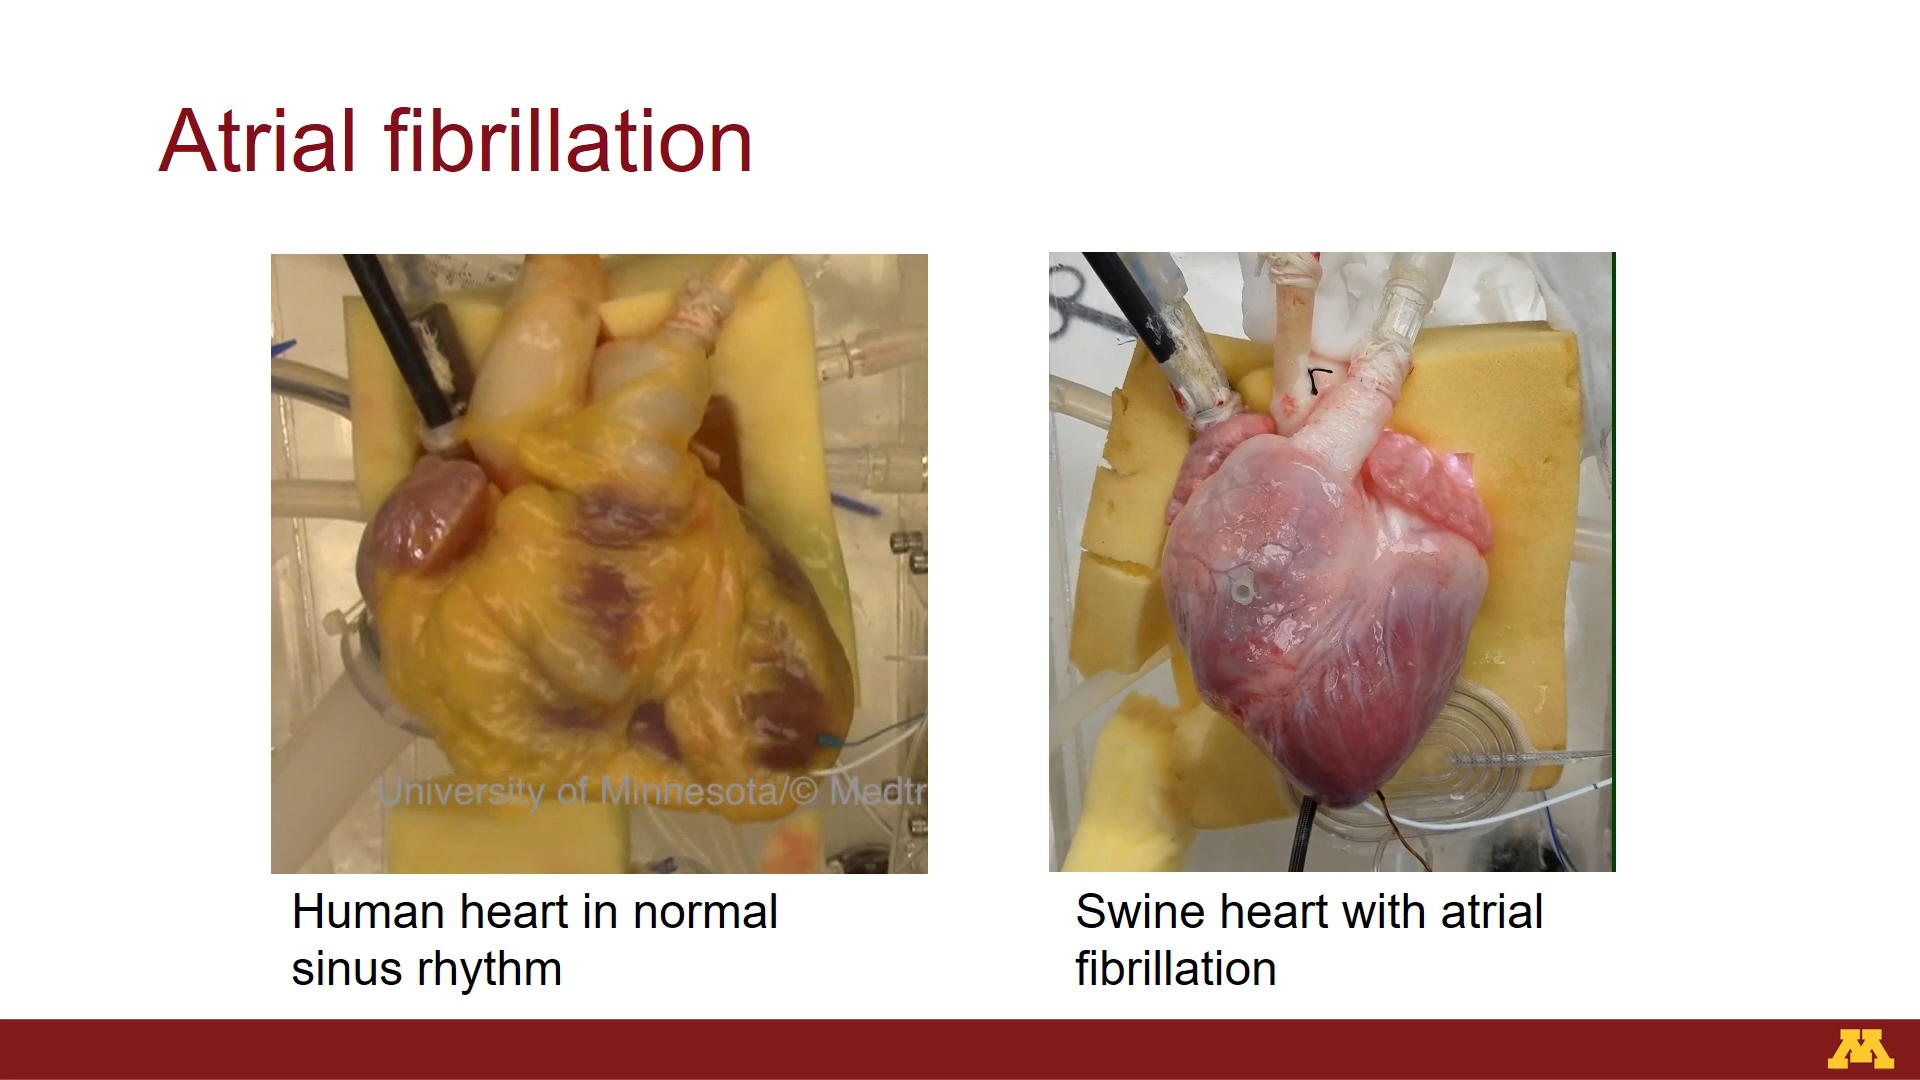 Atrial fibrillation
University of Minnesota/© Medtr
Human heart in normal
sinus rhythm
Swine heart with atrial
fibrillation
M